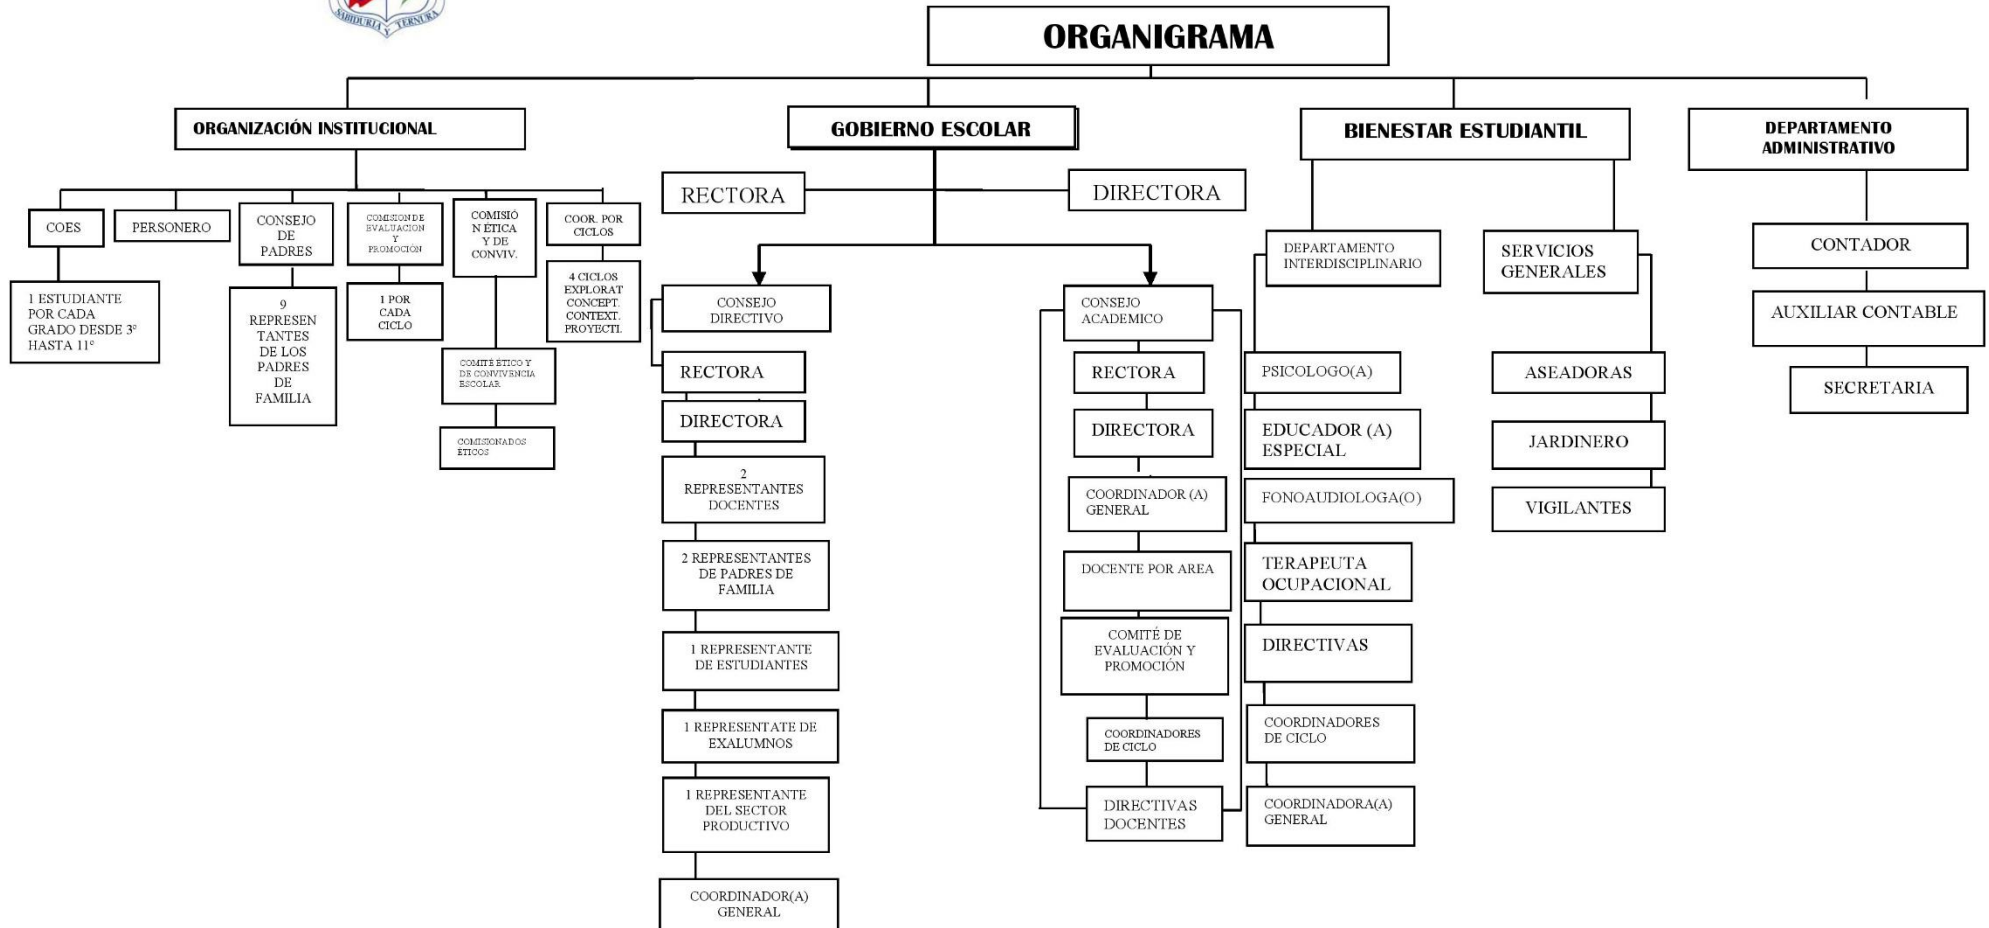 SABIDURIA Y TERNURA
ORGANIGRAMA
ORGANIZACIÓN INSTITUCIONAL
GOBIERNO ESCOLAR
BIENESTAR ESTUDIANTIL
DEPARTAMENTO
ADMINISTRATIVO
COES
1 ESTUDIANTE
POR CADA
GRADO DESDE 3º
HASTA 11º
PERSONERO
CONSEJO
DE
PADRES
9
REPRESEN
TANTES
DE LOS
PADRES
DE
FAMILIA
COMISION DE
EVALUACION
Y
PROMOCIÓN
1 POR
CADA
CICLO
COMISIÓ
N ÉTICA
Y DE
CONVIV.
COMITÉ ÉTICO Y
DE CONVIVENCIA
ESCOLAR
COMISIONADOS
ÉTICOS
COOR. POR
CICLOS
4 CICLOS
EXPLORAT
CONCEPT.
CONTEXT.
PROYECTI.
RECTORA
DIRECTORA
CONSEJO
DIRECTIVO
RECTORA
DIRECTORA
2
REPRESENTANTES
DOCENTES
2 REPRESENTANTES
DE PADRES DE
FAMILIA
1 REPRESENTANTE
DE ESTUDIANTES
1 REPRESENTATE DE
EXALUMNOS
1 REPRESENTANTE
DEL SECTOR
PRODUCTIVO
COORDINADOR(A)
GENERAL
CONSEJO
ACADEMICO
RECTORA
DIRECTORA
COORDINADOR (A)
GENERAL
DOCENTE POR AREA
COMITÉ DE
EVALUACIÓN Y
PROMOCIÓN
COORDINADORES
DE CICLO
DIRECTIVAS
DOCENTES
DEPARTAMENTO
INTERDISCIPLINARIO
PSICOLOGO(A)
EDUCADOR (A)
ESPECIAL
FONOAUDIOLOGA(O)
TERAPEUTA
OCUPACIONAL
DIRECTIVAS
COORDINADORES
DE CICLO
COORDINADORA(A)
GENERAL
SERVICIOS
GENERALES
ASEADORAS
JARDINERO
VIGILANTES
CONTADOR
AUXILIAR CONTABLE
SECRETARIA